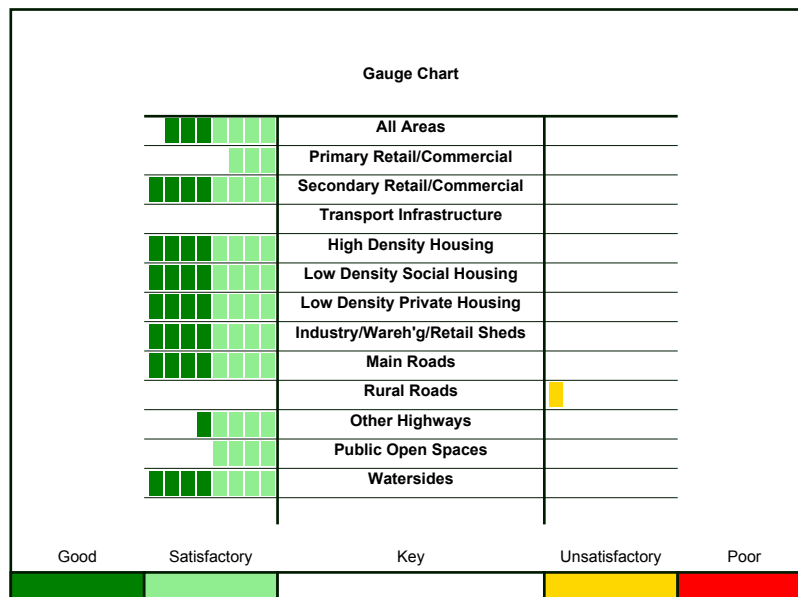 Gauge Chart
All Areas
Primary Retail/Commercial
Secondary Retail/Commercial
Transport Infrastructure
High Density Housing
Low Density Social Housing
Low Density Private Housing
Industry/Wareh'g/Retail Sheds
Main Roads
Rural Roads
Other Highways
Public Open Spaces
Watersides
Good Satisfactory Key Unsatisfactory Poor